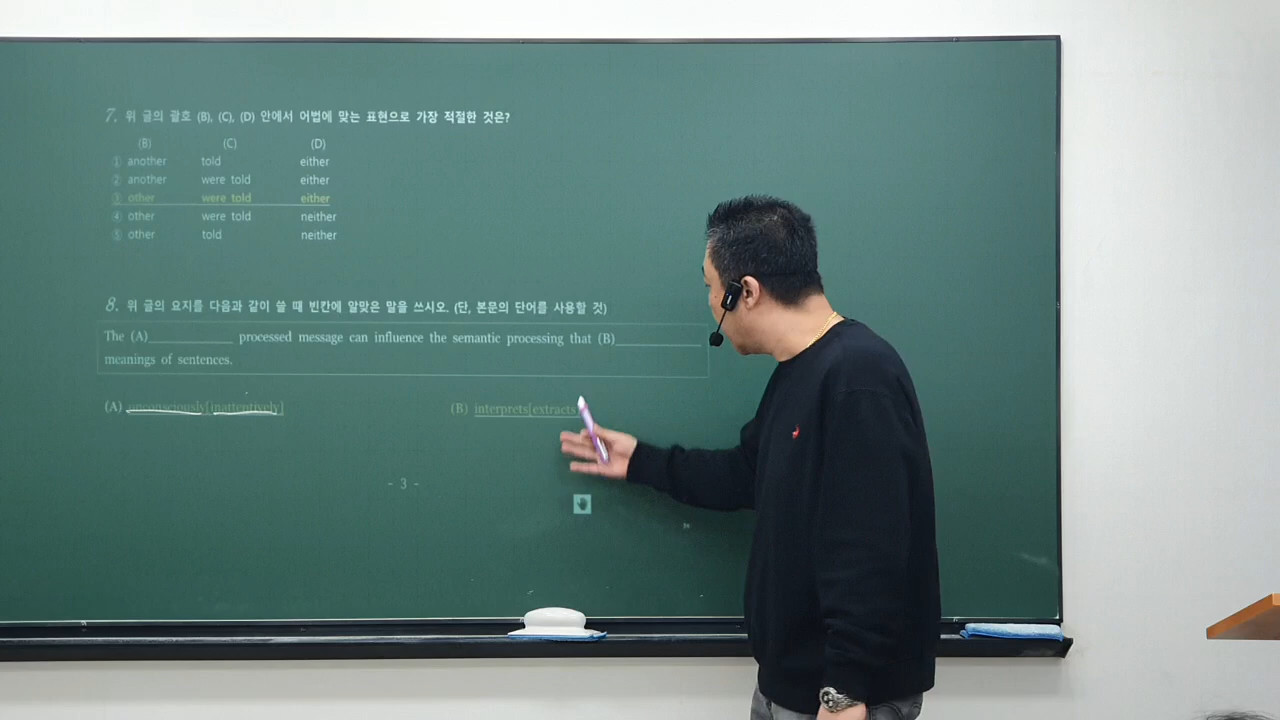 7. 위 글의 괄호 (B), (C), (D) 안에서 어법에 맞는 표현으로 가장 적절한 것은?
(B) (C) (D)
① another told either
② another were told either
③ other were told either
④ other were told neither
⑤ other told neither
8. 위 글의 요지를 다음과 같이 쓸 때 빈칸에 알맞은 말을 쓰시오. (단, 본문의 단어를 사용할 것)
The (A)____________ processed message can influence the semantic processing that (B)____________
meanings of sentences.
(A) unconsciously[inattentively] (B) interprets[extracts
- 3 -